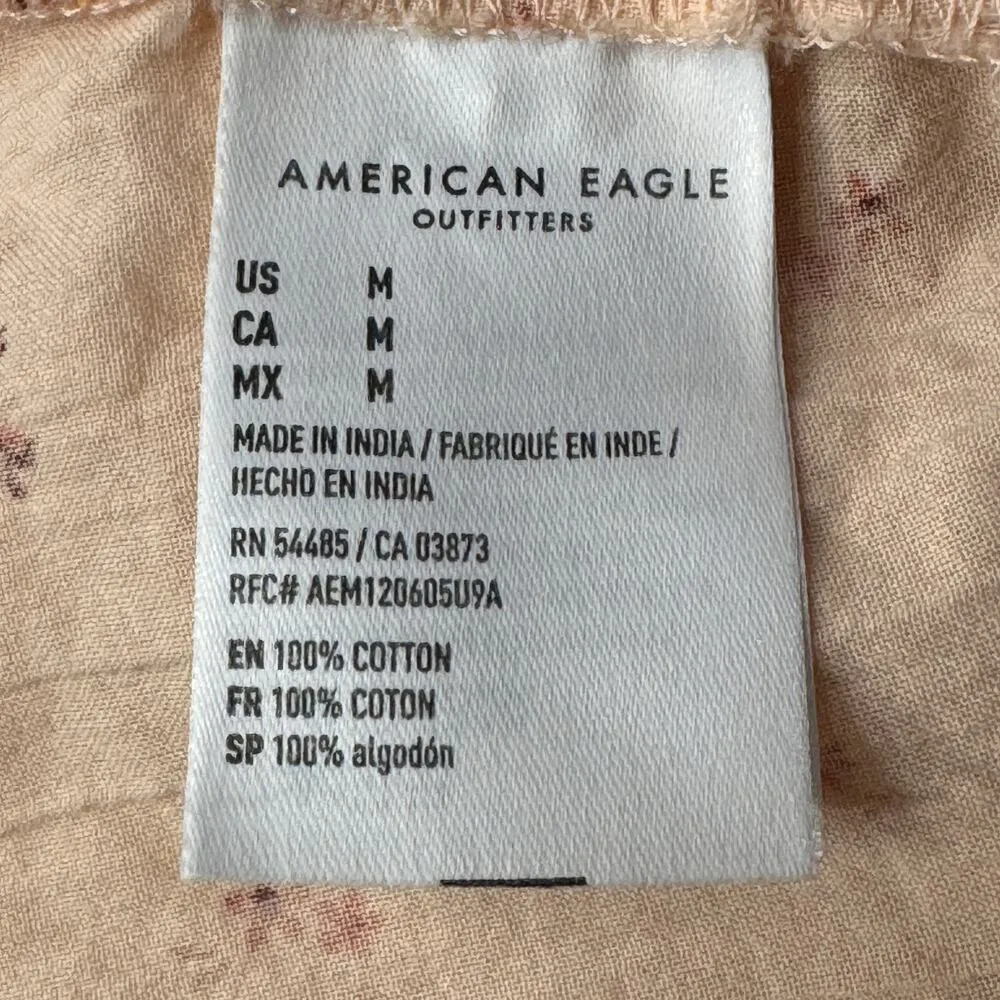 AMERICAN EAGLE
OUTFITTERS
US M
CA M
MX M
MADE IN INDIA / FABRIQUÉ EN INDE /
HECHO EN INDIA
RN 54485 / CA 03873
RFC# AEM120605U9A
EN 100% COTTON
FR 100% COTON
SP 100% algodón